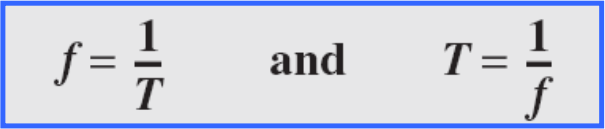 f = 1/T and T = 1/f